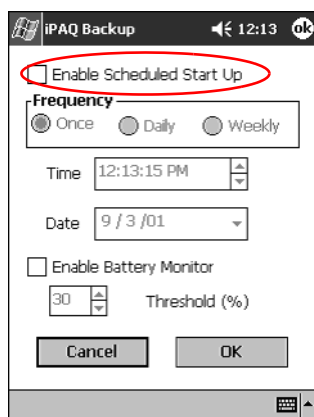 iPAQ Backup 12:13 ok
Enable Scheduled Start Up
Frequency
Once Daily Weekly
Time 12:13:15 PM
Date 9 / 3 /01
Enable Battery Monitor
30 Threshold (%)
Cancel OK